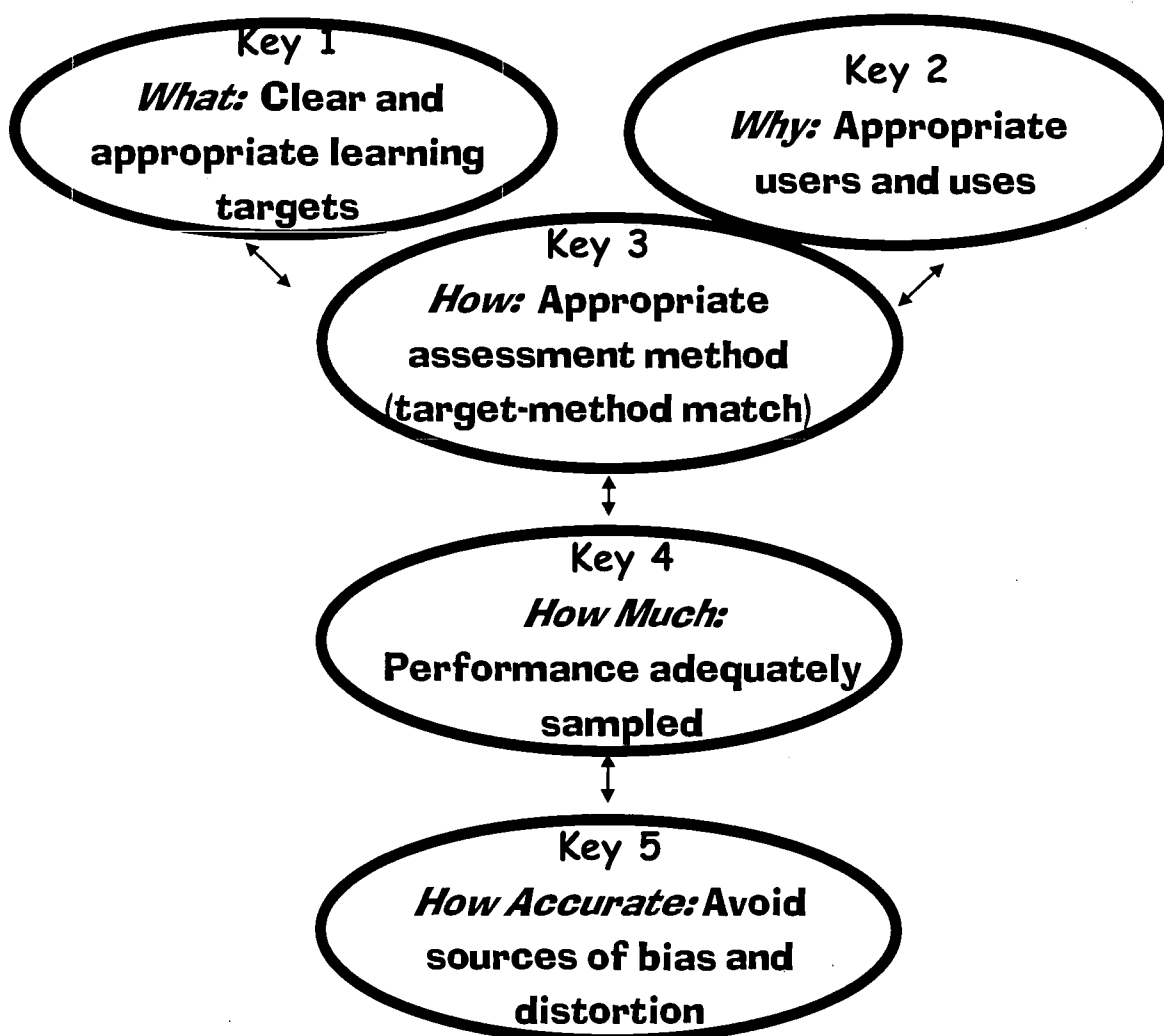 Key 1
What: Clear and
appropriate learning
targets
Key 2
Why: Appropriate
users and uses
Key 3
How: Appropriate
assessment method
(target-method match)
Key 4
How Much:
Performance adequately
sampled
Key 5
How Accurate: Avoid
sources of bias and
distortion